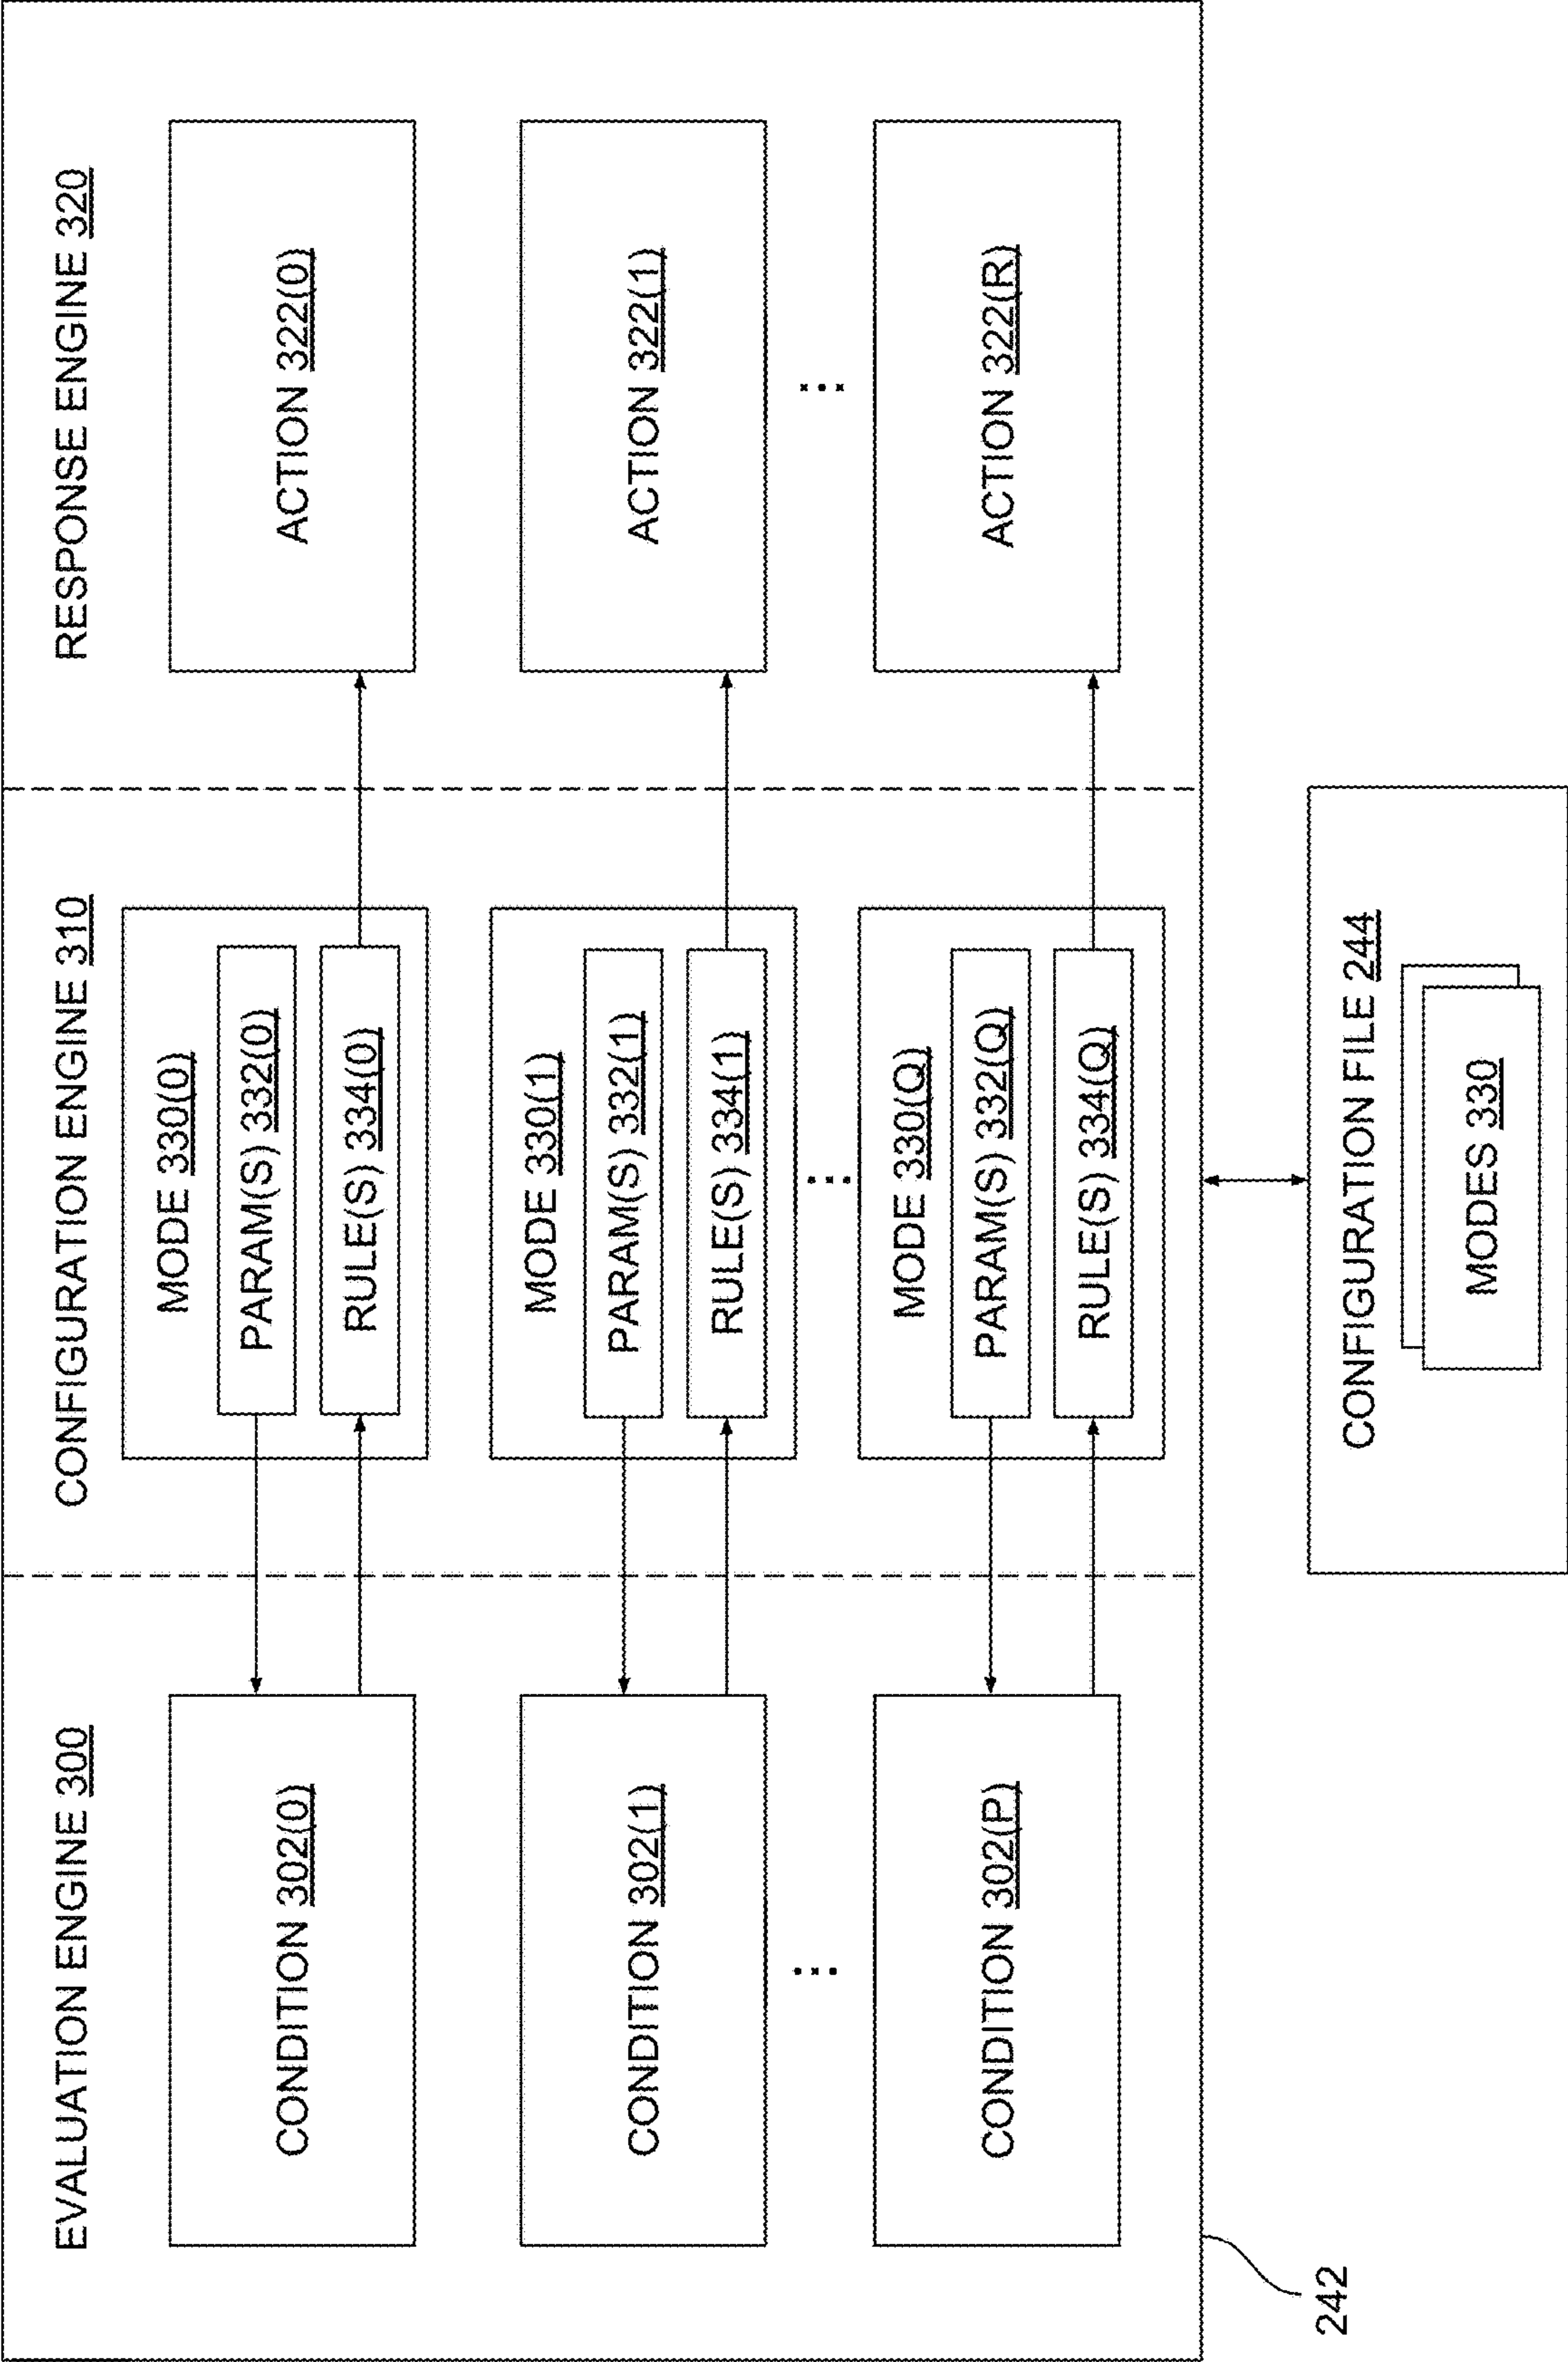 EVALUATION ENGINE 300
CONDITION 302(0)
CONDITION 302(1)
...
CONDITION 302(P)
CONFIGURATION ENGINE 310
MODE 330(0)
PARAM(S) 332(0)
RULE(S) 334(0)
MODE 330(1)
PARAM(S) 332(1)
RULE(S) 334(1)
...
MODE 330(Q)
PARAM(S) 332(Q)
RULE(S) 334(Q)
RESPONSE ENGINE 320
ACTION 322(0)
ACTION 322(1)
...
ACTION 322(R)
242
CONFIGURATION FILE 244
MODES 330